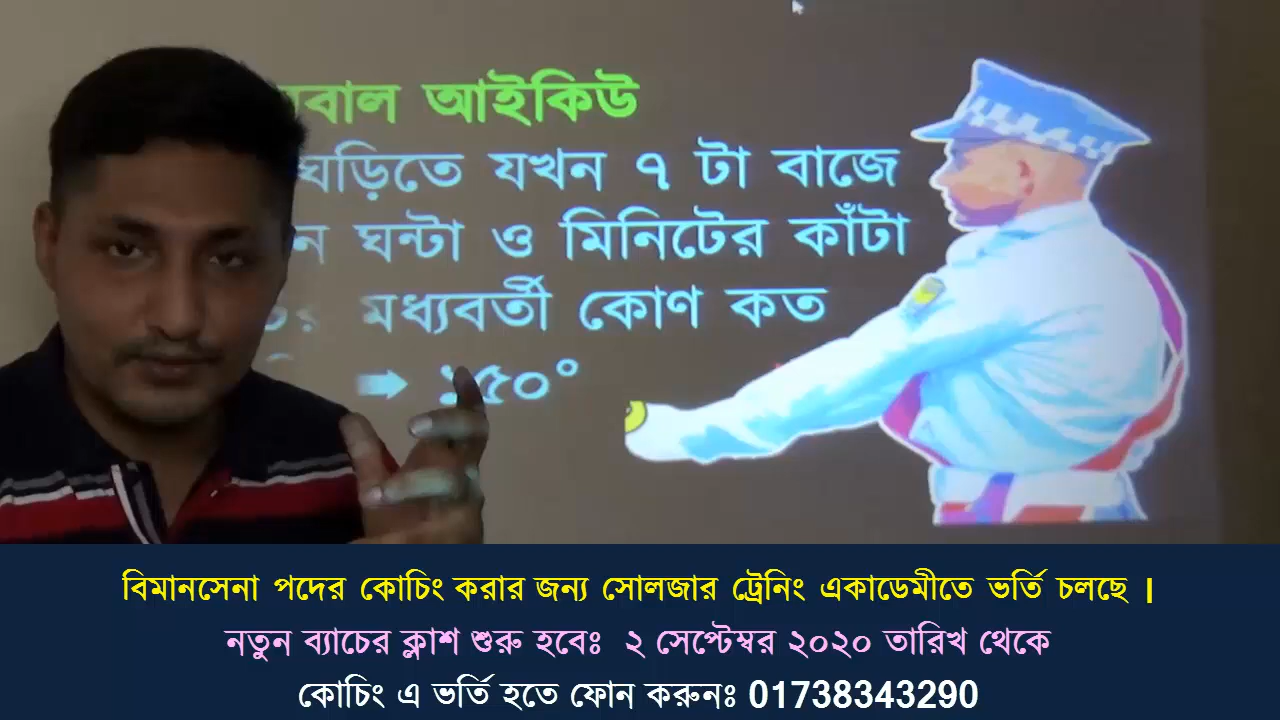 আইকিউ
ঘড়িতে যখন ৭ টা বাজে
ঘন্টা ও মিনিটের কাঁটা
মধ্যবর্তী কোণ কত
➡ ১৫০°
বিমানসেনা পদের কোচিং করার জন্য সোলজার ট্রেনিং একাডেমীতে ভর্তি চলছে ।
নতুন ব্যাচের ক্লাশ শুরু হবেঃ ২ সেপ্টেম্বর ২০২০ তারিখ থেকে
কোচিং এ ভর্তি হতে ফোন করুনঃ 01738343290